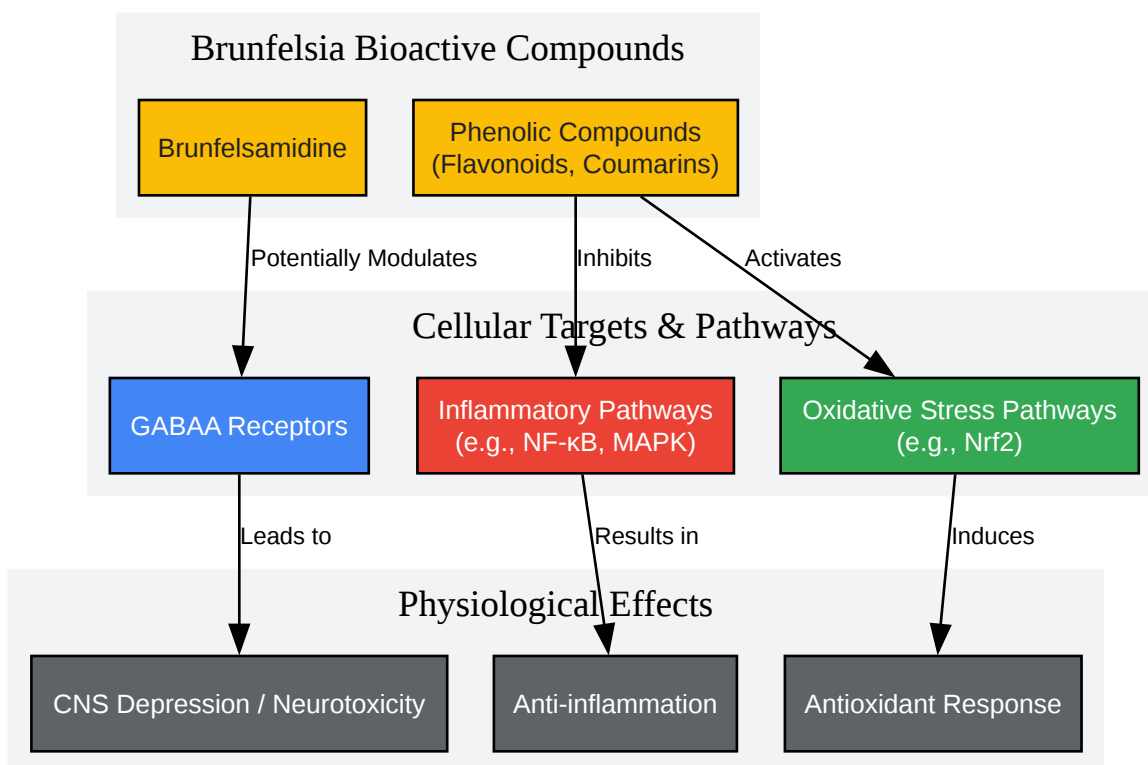 Brunfelsia Bioactive Compounds
Brunfelsamidine
Phenolic Compounds
(Flavonoids, Coumarins)
Potentially Modulates
Inhibits
Activates
Cellular Targets & Pathways
GABAA Receptors
Inflammatory Pathways
(e.g., NF-κB, MAPK)
Oxidative Stress Pathways
(e.g., Nrf2)
Leads to
Results in
Induces
Physiological Effects
CNS Depression / Neurotoxicity
Anti-inflammation
Antioxidant Response